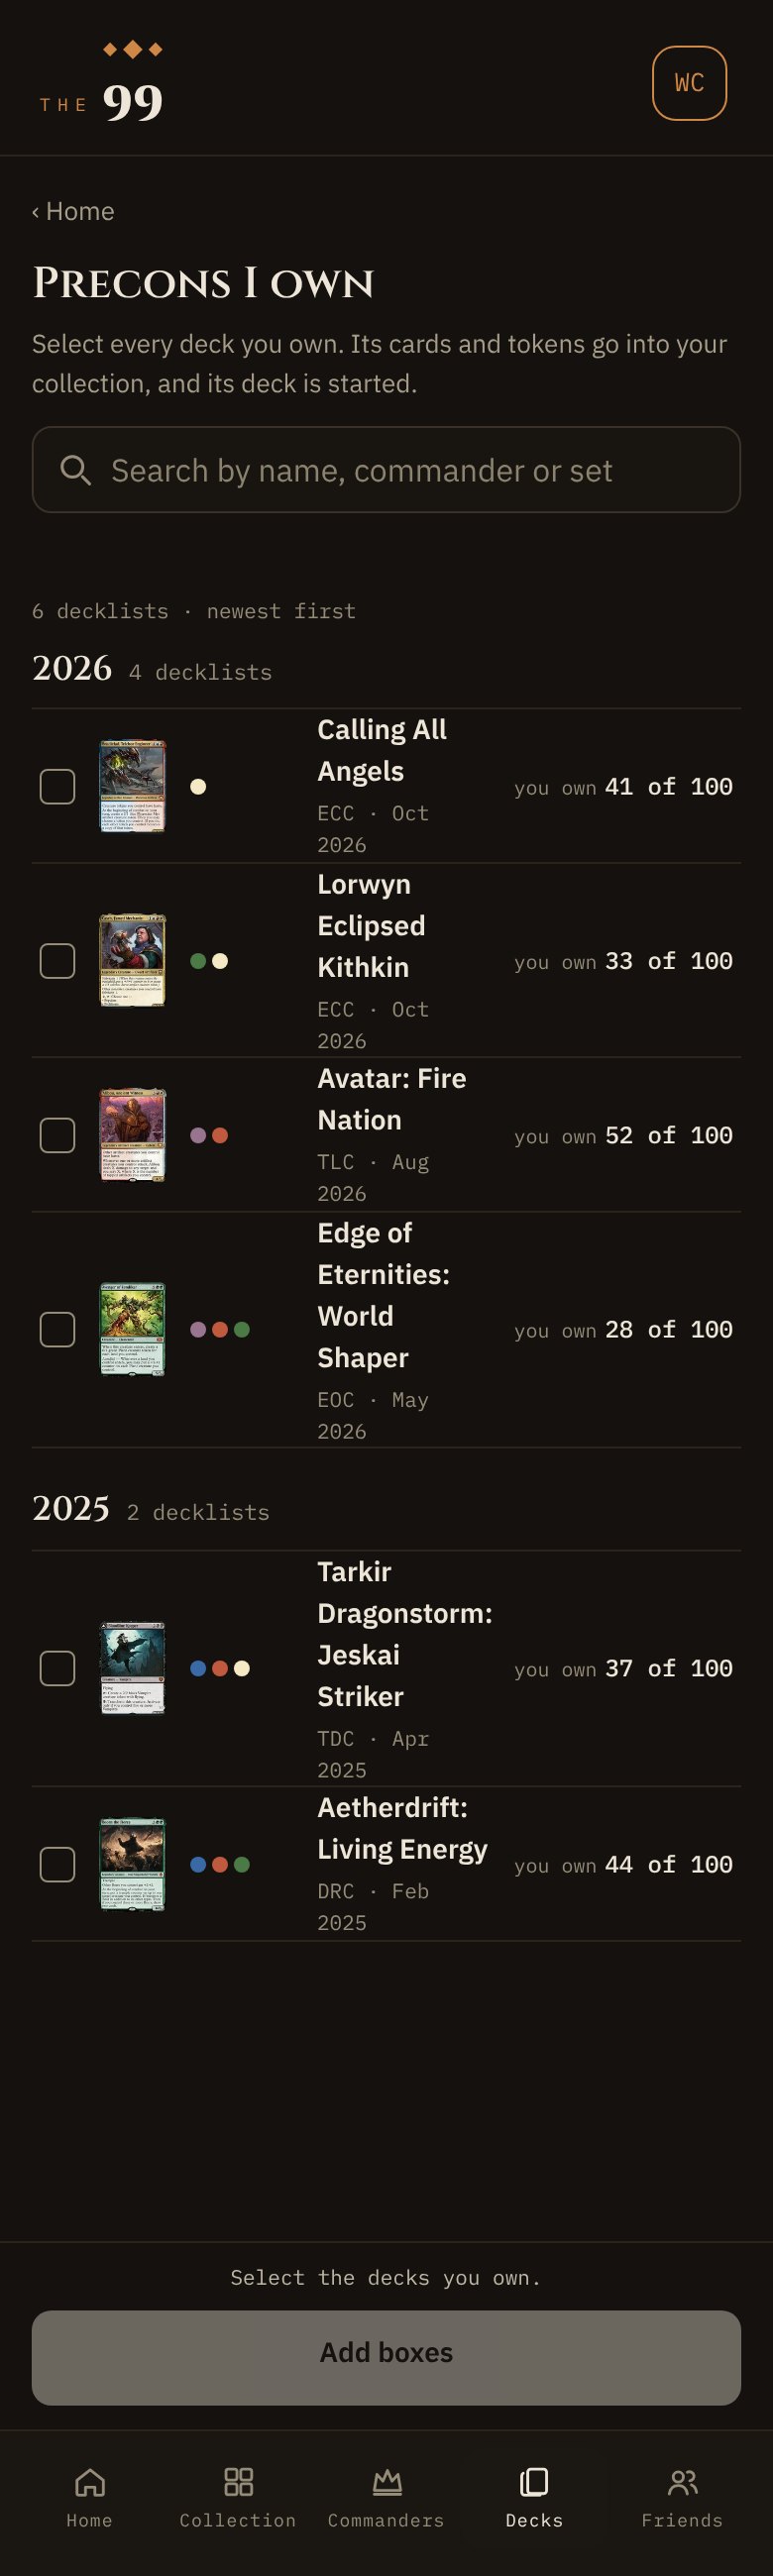 THE 99
WC
‹ Home
Precons I own
Select every deck you own. Its cards and tokens go into your
collection, and its deck is started.
Search by name, commander or set
6 decklists · newest first
2026 4 decklists
Calling All
Angels
ECC · Oct
2026
you own 41 of 100
Lorwyn
Eclipsed
Kithkin
ECC · Oct
2026
you own 33 of 100
Avatar: Fire
Nation
TLC · Aug
2026
you own 52 of 100
Edge of
Eternities:
World
Shaper
EOC · May
2026
you own 28 of 100
2025 2 decklists
Tarkir
Dragonstorm:
Jeskai
Striker
TDC · Apr
2025
you own 37 of 100
Aetherdrift:
Living Energy
DRC · Feb
2025
you own 44 of 100
Select the decks you own.
Add boxes
Home
Collection
Commanders
Decks
Friends